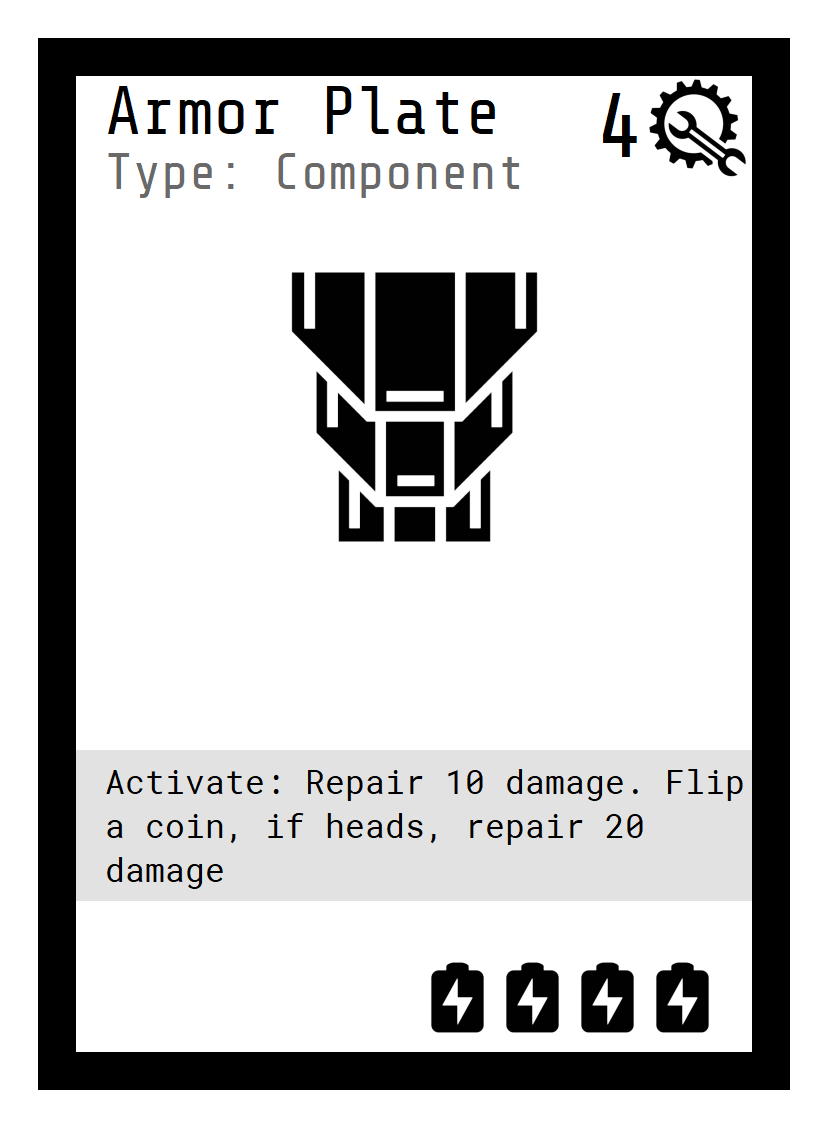 Armor Plate
4
Type: Component
Activate: Repair 10 damage. Flip
a coin, if heads, repair 20
damage